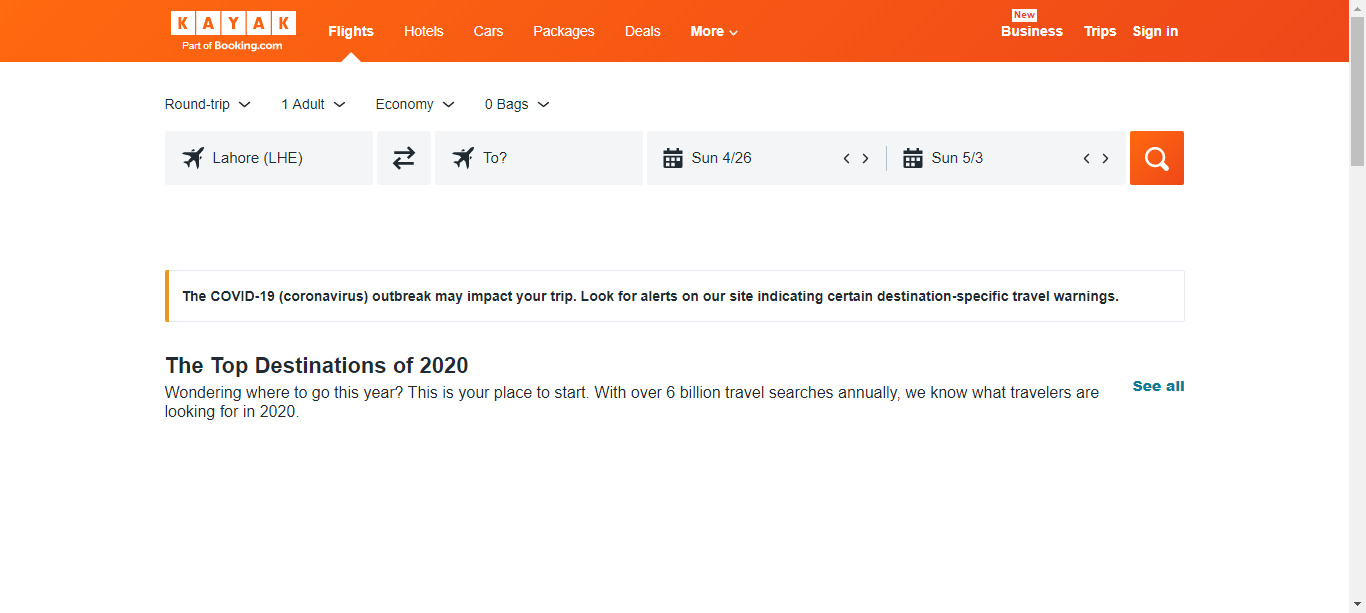 KAYAK
Part of Booking.com
Flights Hotels Cars Packages Deals More
New
Business Trips Sign in
Round-trip 1 Adult Economy 0 Bags
Lahore (LHE) To? Sun 4/26 Sun 5/3
The COVID-19 (coronavirus) outbreak may impact your trip. Look for alerts on our site indicating certain destination-specific travel warnings.
The Top Destinations of 2020
Wondering where to go this year? This is your place to start. With over 6 billion travel searches annually, we know what travelers are
looking for in 2020.
See all